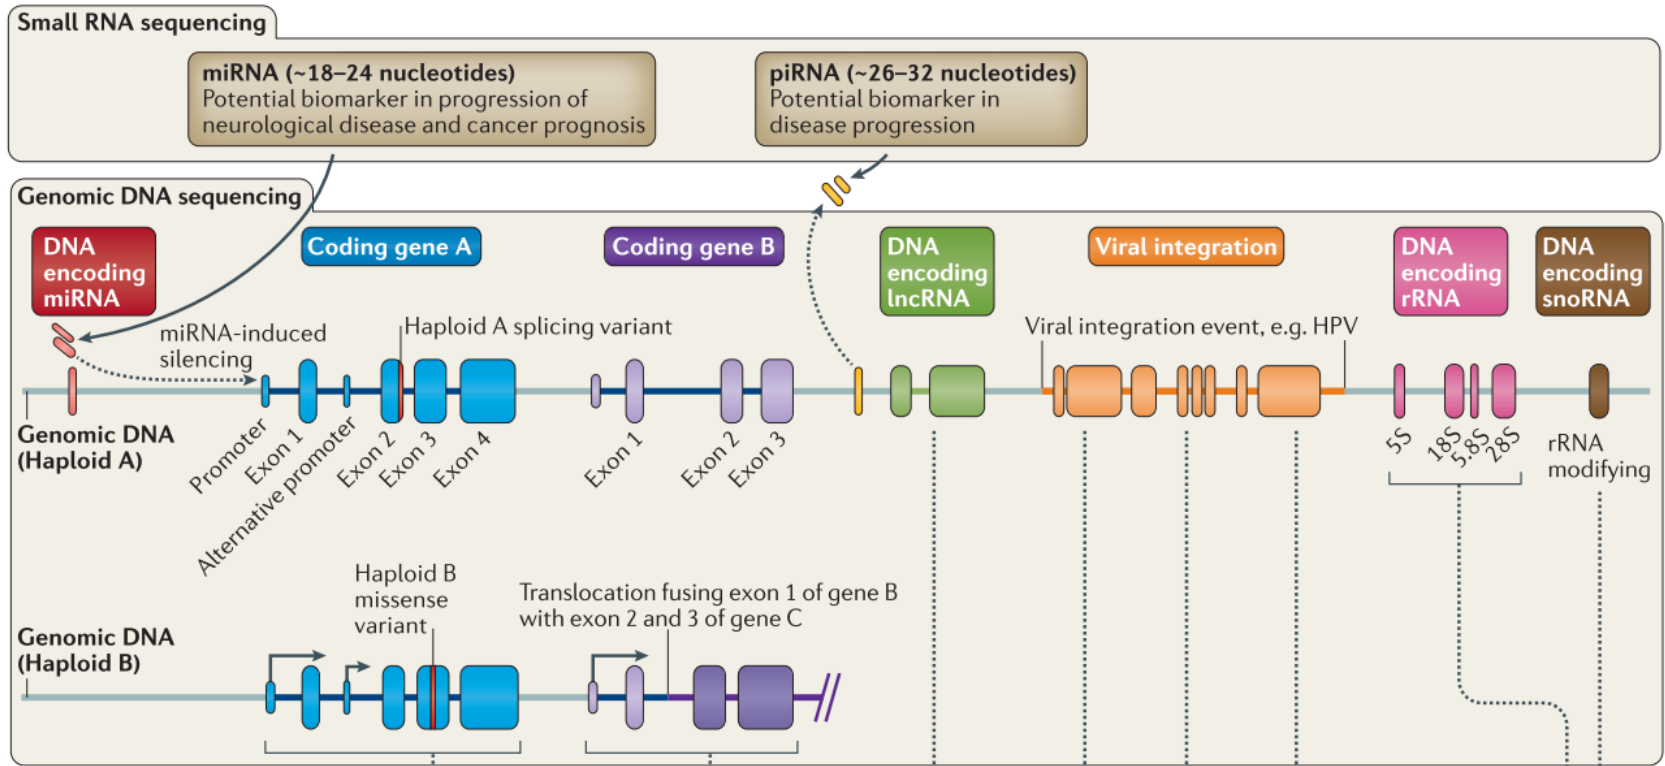 Small RNA sequencing
miRNA (~18–24 nucleotides)
Potential biomarker in progression of
neurological disease and cancer prognosis
piRNA (~26–32 nucleotides)
Potential biomarker in
disease progression
Genomic DNA sequencing
DNA
encoding
miRNA
Coding gene A
Coding gene B
DNA
encoding
lncRNA
Viral integration
DNA
encoding
rRNA
DNA
encoding
snoRNA
miRNA-induced
silencing
Haploid A splicing variant
Viral integration event, e.g. HPV
Genomic DNA
(Haploid A)
Promoter
Exon 1
Alternative promoter
Exon 2
Exon 3
Exon 4
Exon 1
Exon 2
Exon 3
5S
18S
5.8S
28S
rRNA
modifying
Haploid B
missense
variant
Translocation fusing exon 1 of gene B
with exon 2 and 3 of gene C
Genomic DNA
(Haploid B)